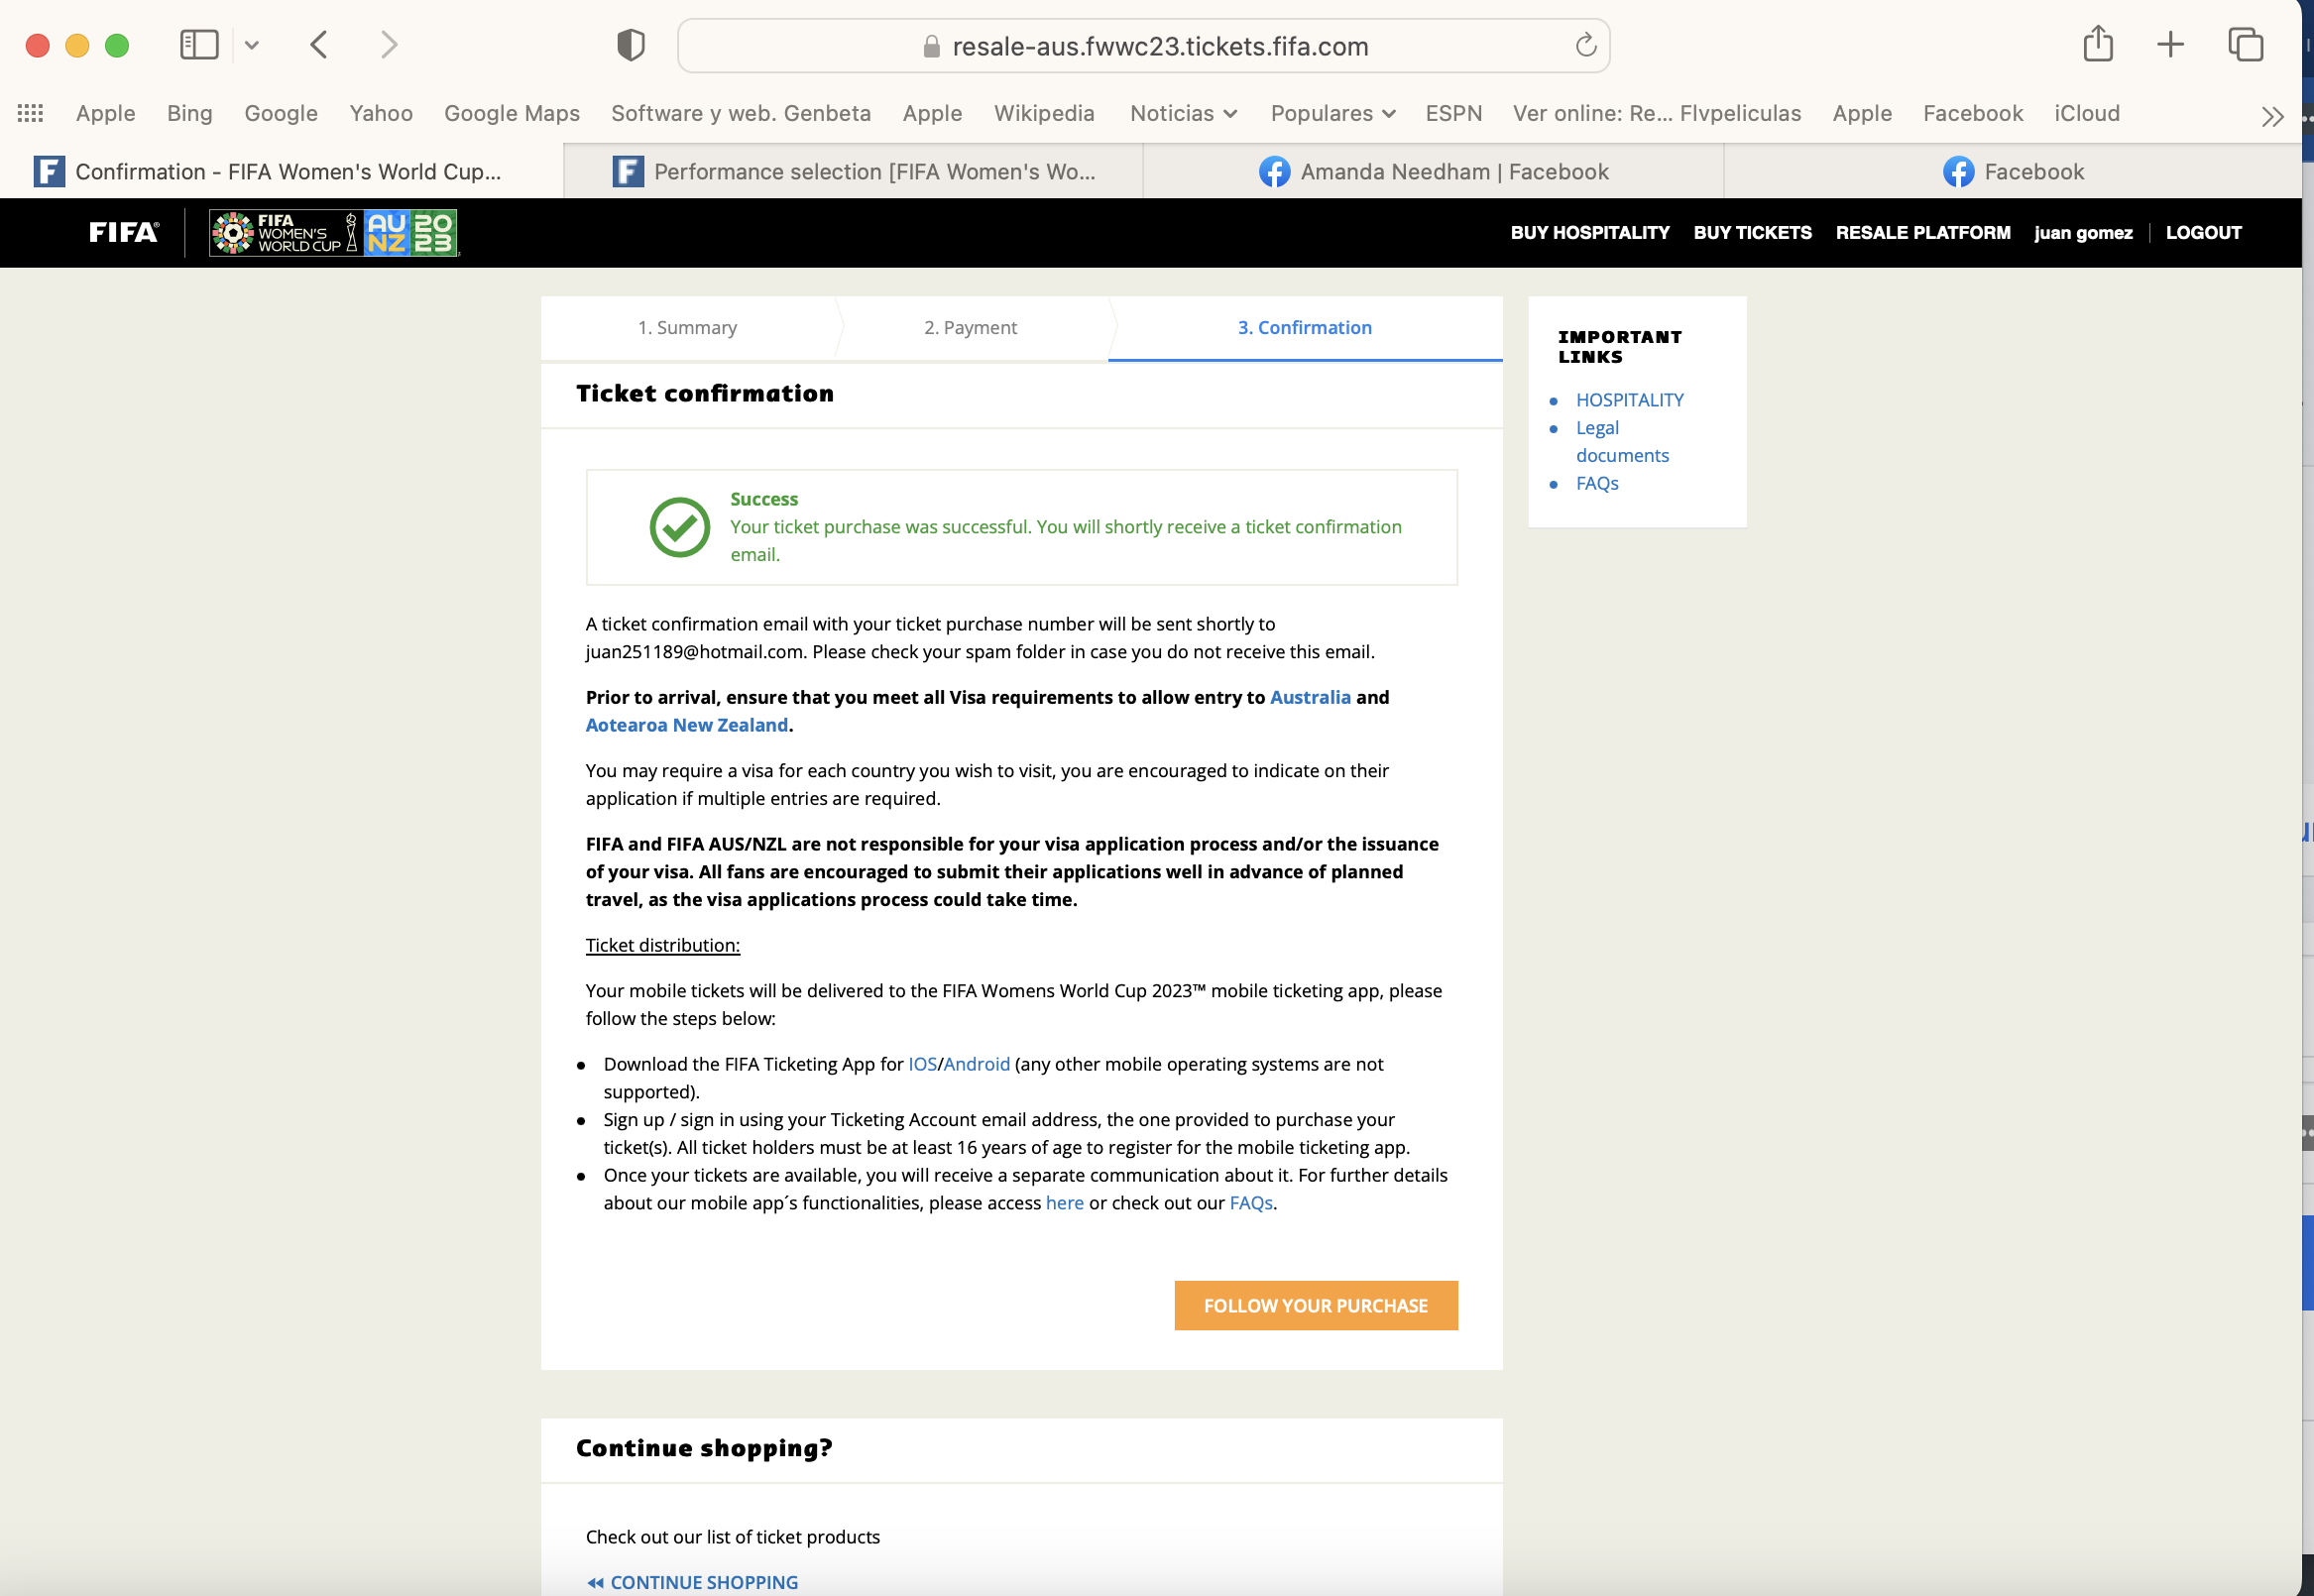 resale-aus.fwwc23.tickets.fifa.com
Apple Bing Google Yahoo Google Maps Software y web. Genbeta Apple Wikipedia Noticias Populares ESPN Ver online: Re... Flvpeliculas Apple Facebook iCloud
Confirmation - FIFA Women's World Cup... Performance selection [FIFA Women's Wo... Amanda Needham | Facebook Facebook
FIFA® FIFA WOMEN'S WORLD CUP AU NZ 20 23 BUY HOSPITALITY BUY TICKETS RESALE PLATFORM juan gomez LOGOUT
1. Summary 2. Payment 3. Confirmation
Ticket confirmation
Success
Your ticket purchase was successful. You will shortly receive a ticket confirmation
email.
A ticket confirmation email with your ticket purchase number will be sent shortly to
juan251189@hotmail.com. Please check your spam folder in case you do not receive this email.
Prior to arrival, ensure that you meet all Visa requirements to allow entry to Australia and
Aotearoa New Zealand.
You may require a visa for each country you wish to visit, you are encouraged to indicate on their
application if multiple entries are required.
FIFA and FIFA AUS/NZL are not responsible for your visa application process and/or the issuance
of your visa. All fans are encouraged to submit their applications well in advance of planned
travel, as the visa applications process could take time.
Ticket distribution:
Your mobile tickets will be delivered to the FIFA Womens World Cup 2023™ mobile ticketing app, please
follow the steps below:
Download the FIFA Ticketing App for IOS/Android (any other mobile operating systems are not
supported).
Sign up / sign in using your Ticketing Account email address, the one provided to purchase your
ticket(s). All ticket holders must be at least 16 years of age to register for the mobile ticketing app.
Once your tickets are available, you will receive a separate communication about it. For further details
about our mobile app´s functionalities, please access here or check out our FAQs.
FOLLOW YOUR PURCHASE
Continue shopping?
Check out our list of ticket products
CONTINUE SHOPPING
IMPORTANT
LINKS
HOSPITALITY
Legal
documents
FAQs